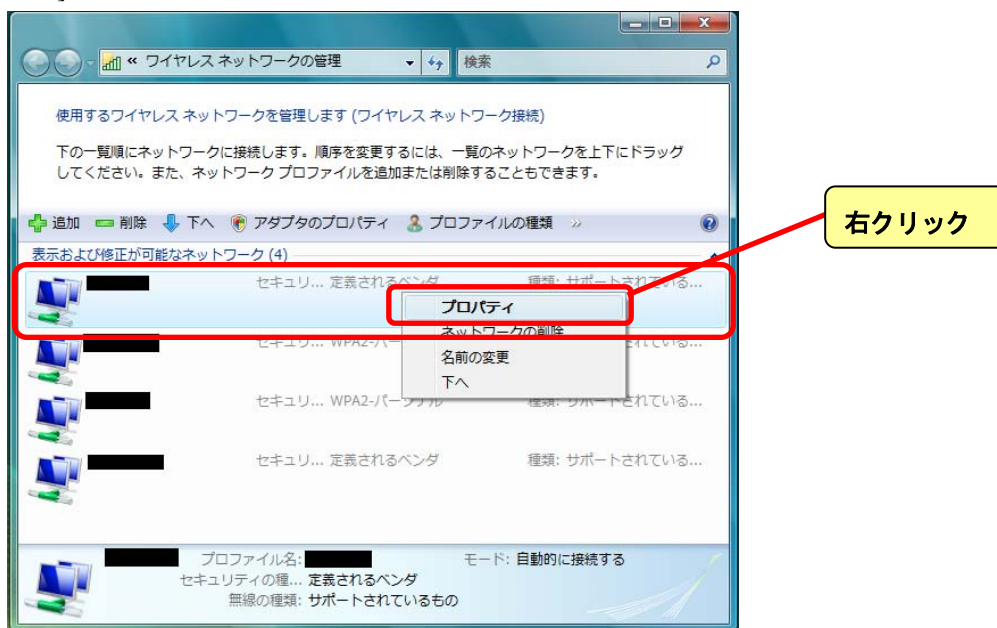 « ワイヤレス ネットワークの管理
検索
使用するワイヤレス ネットワークを管理します (ワイヤレス ネットワーク接続)
下の一覧順にネットワークに接続します。順序を変更するには、一覧のネットワークを上下にドラッグ
してください。また、ネットワーク プロファイルを追加または削除することもできます。
追加 削除 下へ アダプタのプロパティ プロファイルの種類 »
右クリック
表示および修正が可能なネットワーク (4)
セキュリ... 定義されるベンダ 種類: サポートされている...
プロパティ
ネットワークの削除
名前の変更
下へ
セキュリ... WPA2-パーソナル
セキュリ... WPA2-パーソナル 種類: サポートされている...
セキュリ... 定義されるベンダ 種類: サポートされている...
プロファイル名: モード: 自動的に接続する
セキュリティの種... 定義されるベンダ
無線の種類: サポートされているもの